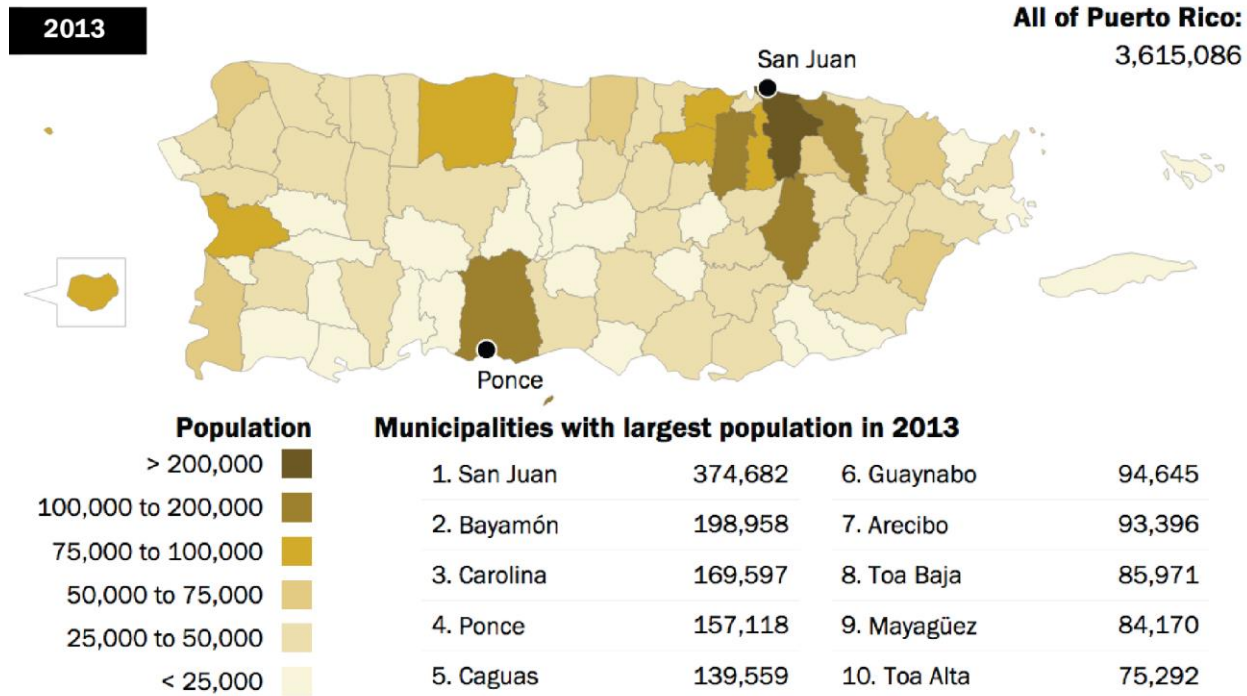 2013
All of Puerto Rico:
3,615,086
San Juan
Ponce
Population
> 200,000
100,000 to 200,000
75,000 to 100,000
50,000 to 75,000
25,000 to 50,000
< 25,000
Municipalities with largest population in 2013
1. San Juan 374,682
2. Bayamón 198,958
3. Carolina 169,597
4. Ponce 157,118
5. Caguas 139,559
6. Guaynabo 94,645
7. Arecibo 93,396
8. Toa Baja 85,971
9. Mayagüez 84,170
10. Toa Alta 75,292